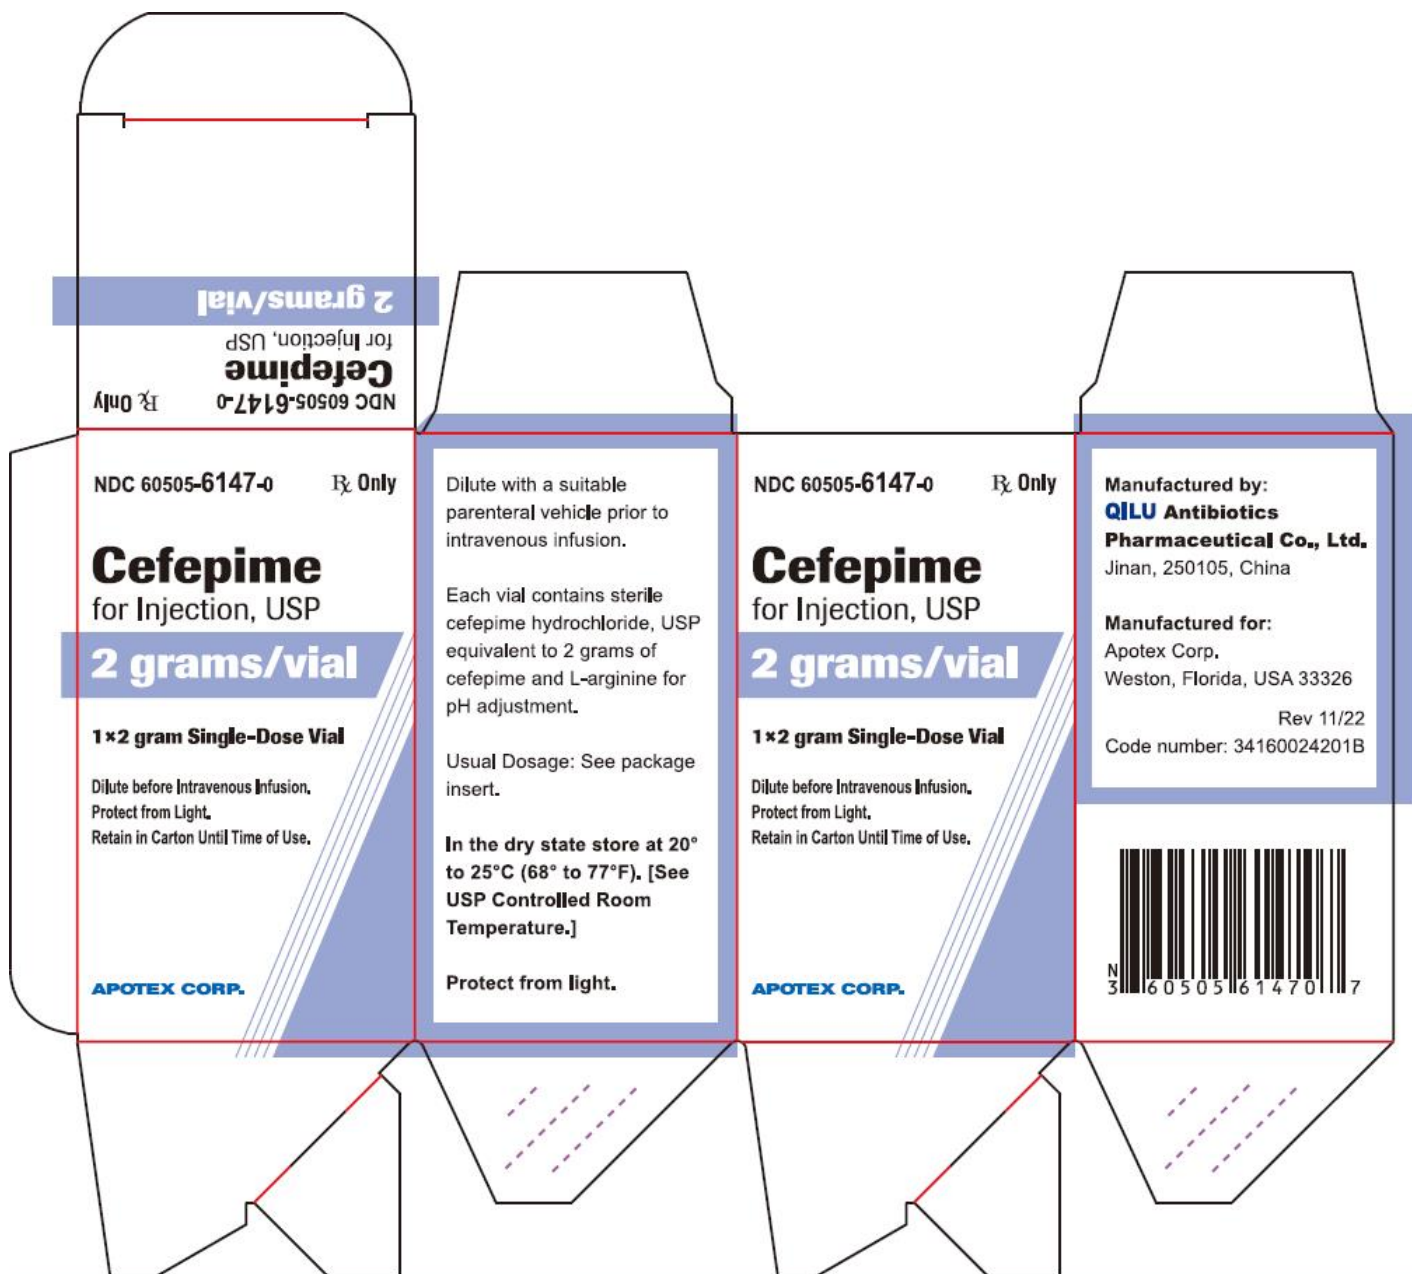 2 grams/vial
for Injection, USP
Cefepime
NDC 60505-6147-0 Rx Only
NDC 60505-6147-0 ℞ Only
Cefepime
for Injection, USP
2 grams/vial
1×2 gram Single-Dose Vial
Dilute before Intravenous Infusion.
Protect from Light.
Retain in Carton Until Time of Use.
APOTEX CORP.
Dilute with a suitable
parenteral vehicle prior to
intravenous infusion.
Each vial contains sterile
cefepime hydrochloride, USP
equivalent to 2 grams of
cefepime and L-arginine for
pH adjustment.
Usual Dosage: See package
insert.
In the dry state store at 20°
to 25°C (68° to 77°F). [See
USP Controlled Room
Temperature.]
Protect from light.
NDC 60505-6147-0 ℞ Only
Cefepime
for Injection, USP
2 grams/vial
1×2 gram Single-Dose Vial
Dilute before Intravenous Infusion.
Protect from Light.
Retain in Carton Until Time of Use.
APOTEX CORP.
Manufactured by:
QILU Antibiotics
Pharmaceutical Co., Ltd.
Jinan, 250105, China
Manufactured for:
Apotex Corp.
Weston, Florida, USA 33326
Rev 11/22
Code number: 34160024201B
N
3 60505 61470 7